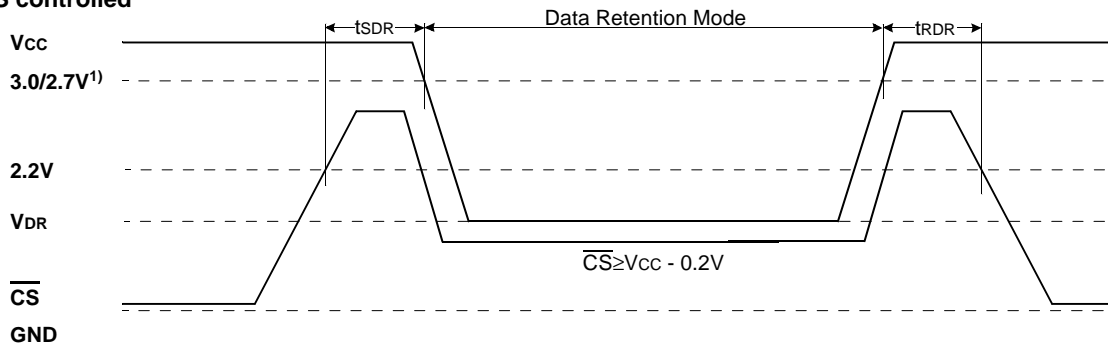 controlled
tSDR
Data Retention Mode
tRDR
VCC
3.0/2.7V1)
2.2V
VDR
CS≥VCC - 0.2V
CS
GND